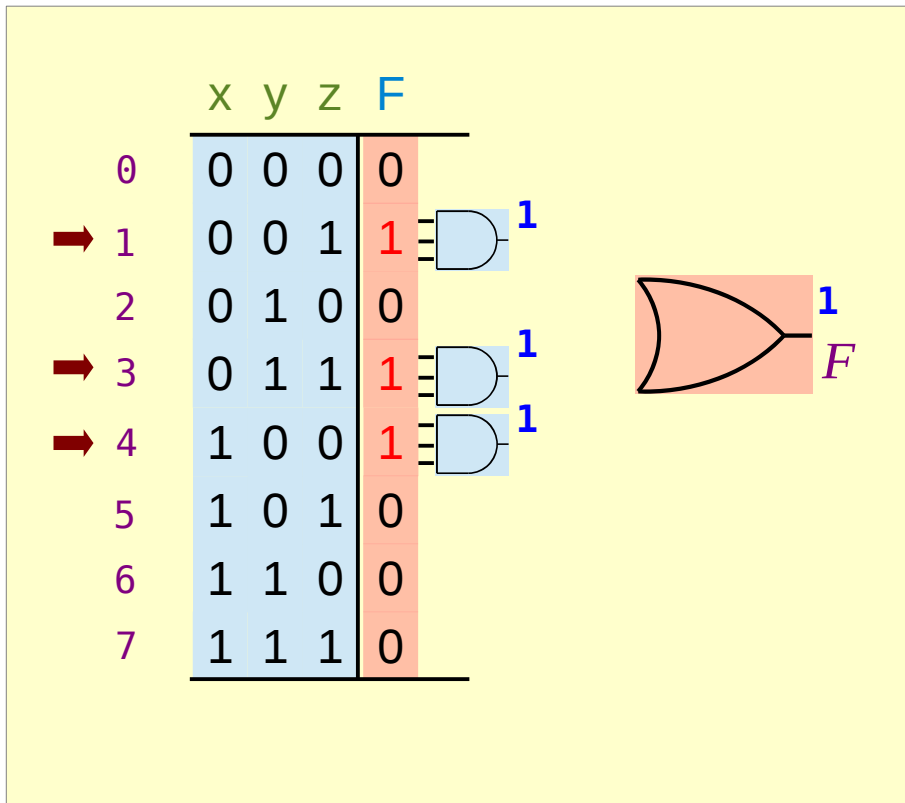 x y z F
0 0 0 0 0
1 0 0 1 1 1
2 0 1 0 0
1
F
3 0 1 1 1 1
4 1 0 0 1 1
5 1 0 1 0
6 1 1 0 0
7 1 1 1 0